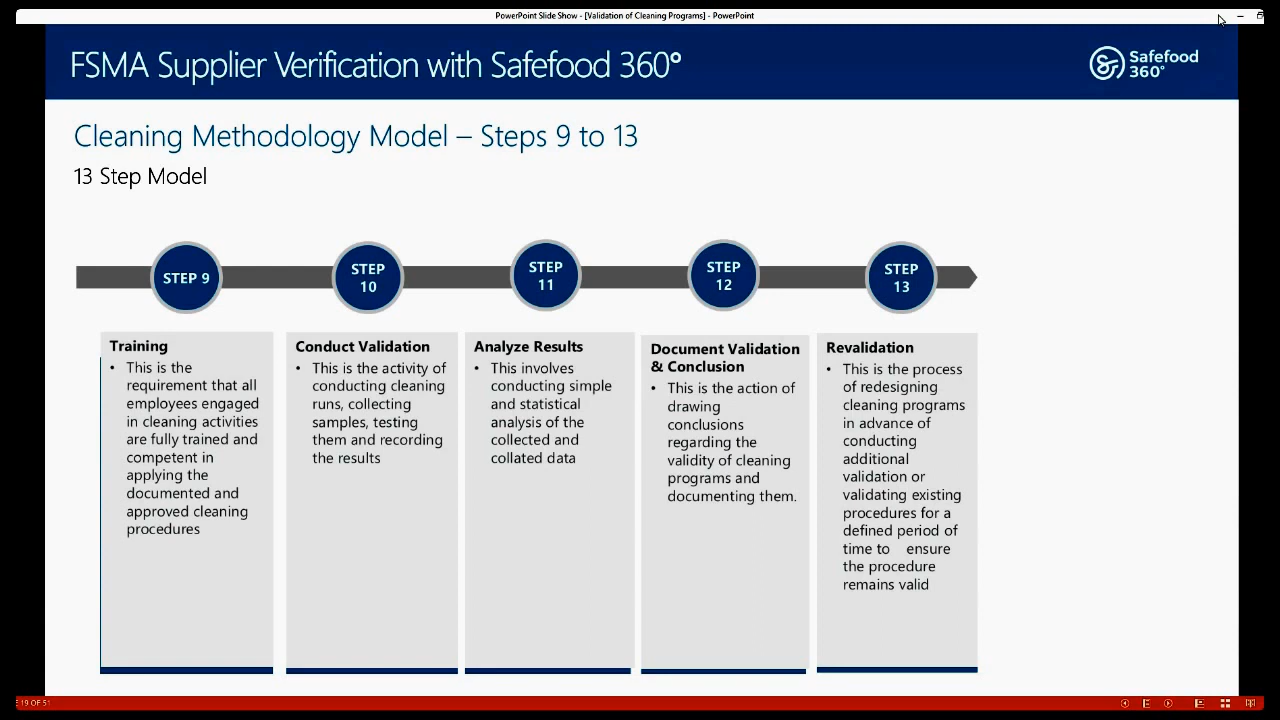 PowerPoint Slide Show - [Validation of Cleaning Programs] - PowerPoint
FSMA Supplier Verification with Safefood 360°
Safefood
360°
Cleaning Methodology Model – Steps 9 to 13
13 Step Model
STEP 9
STEP
10
STEP
11
STEP
12
STEP
13
Training
• This is the
requirement that all
employees engaged
in cleaning activities
are fully trained and
competent in
applying the
documented and
approved cleaning
procedures
Conduct Validation
• This is the activity of
conducting cleaning
runs, collecting
samples, testing
them and recording
the results
Analyze Results
• This involves
conducting simple
and statistical
analysis of the
collected and
collated data
Document Validation
& Conclusion
• This is the action of
drawing
conclusions
regarding the
validity of cleaning
programs and
documenting them.
Revalidation
• This is the process
of redesigning
cleaning programs
in advance of
conducting
additional
validation or
validating existing
procedures for a
defined period of
time to ensure
the procedure
remains valid
E 19 OF 51